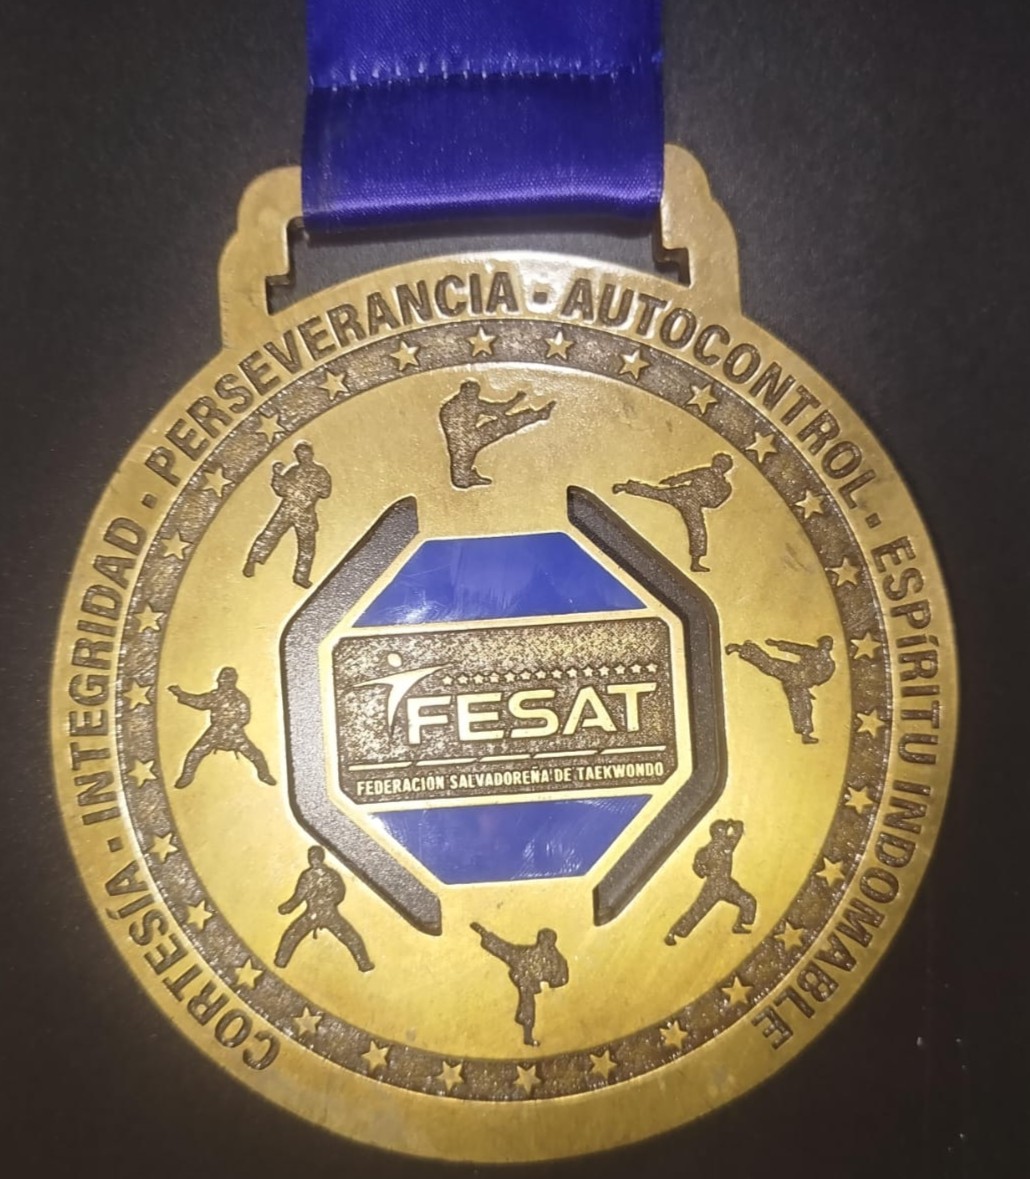 CORTESÍA · INTEGRIDAD · PERSEVERANCIA · AUTOCONTROL · ESPÍRITU INDOMABLE
FESAT
FEDERACIÓN SALVADOREÑA DE TAEKWONDO